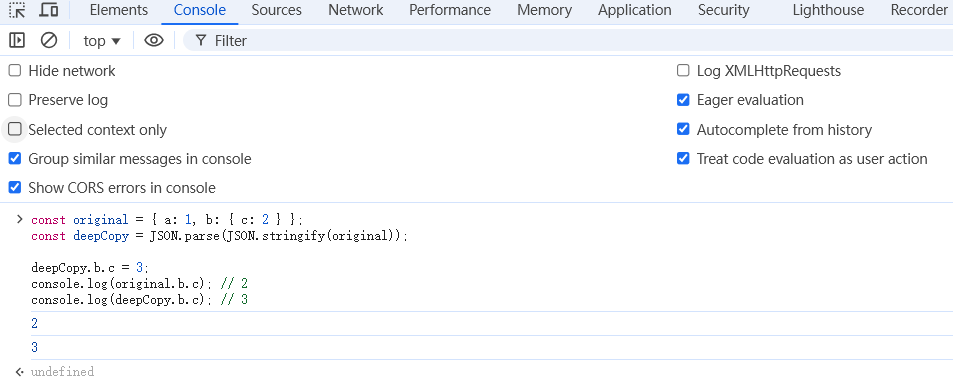 Elements Console Sources Network Performance Memory Application Security Lighthouse Recorder
top Filter
Hide network Log XMLHttpRequests
Preserve log Eager evaluation
Selected context only Autocomplete from history
Group similar messages in console Treat code evaluation as user action
Show CORS errors in console
const original = { a: 1, b: { c: 2 } };
const deepCopy = JSON.parse(JSON.stringify(original));
deepCopy.b.c = 3;
console.log(original.b.c); // 2
console.log(deepCopy.b.c); // 3
2
3
undefined